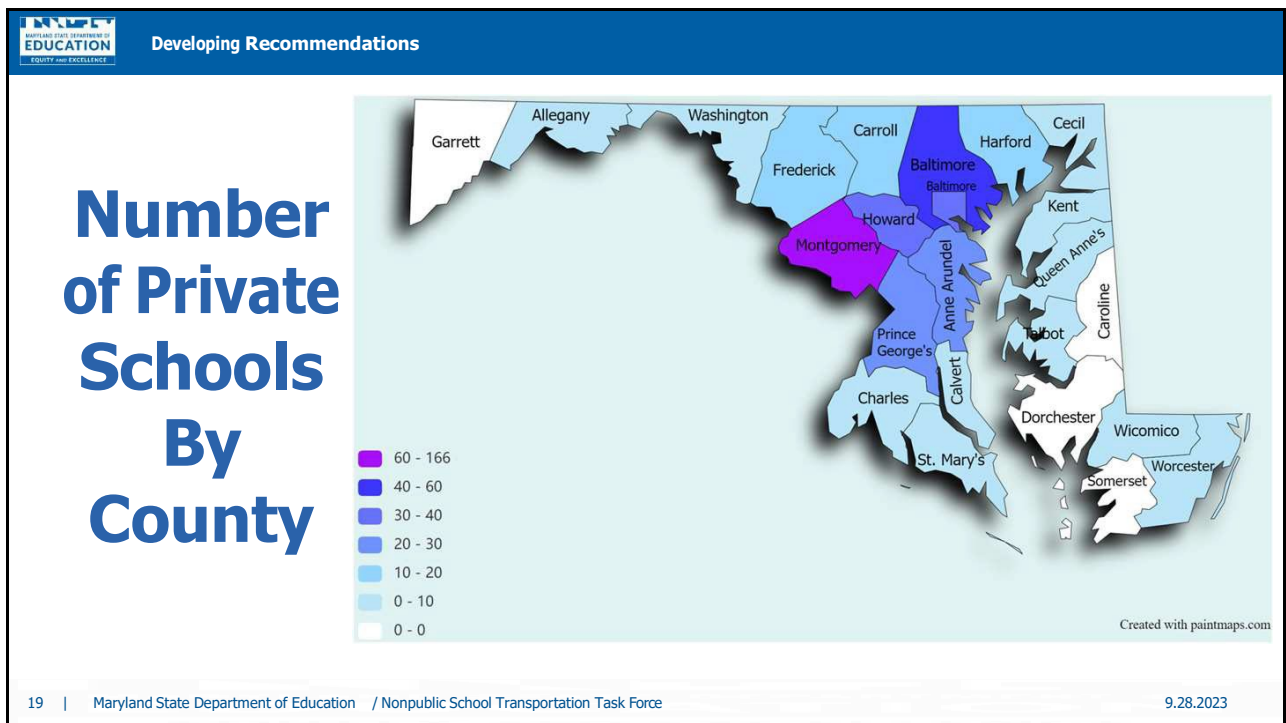 MARYLAND STATE DEPARTMENT OF
EDUCATION
EQUITY AND EXCELLENCE
Developing Recommendations
Number
of Private
Schools
By
County
Garrett
Allegany
Washington
Frederick
Carroll
Baltimore
Baltimore
Harford
Cecil
Howard
Montgomery
Kent
Queen Anne's
Anne Arundel
Caroline
Talbot
Prince
George's
Calvert
Charles
St. Mary's
Dorchester
Wicomico
Worcester
Somerset
60 - 166
40 - 60
30 - 40
20 - 30
10 - 20
0 - 10
0 - 0
Created with paintmaps.com
19 | Maryland State Department of Education / Nonpublic School Transportation Task Force 9.28.2023